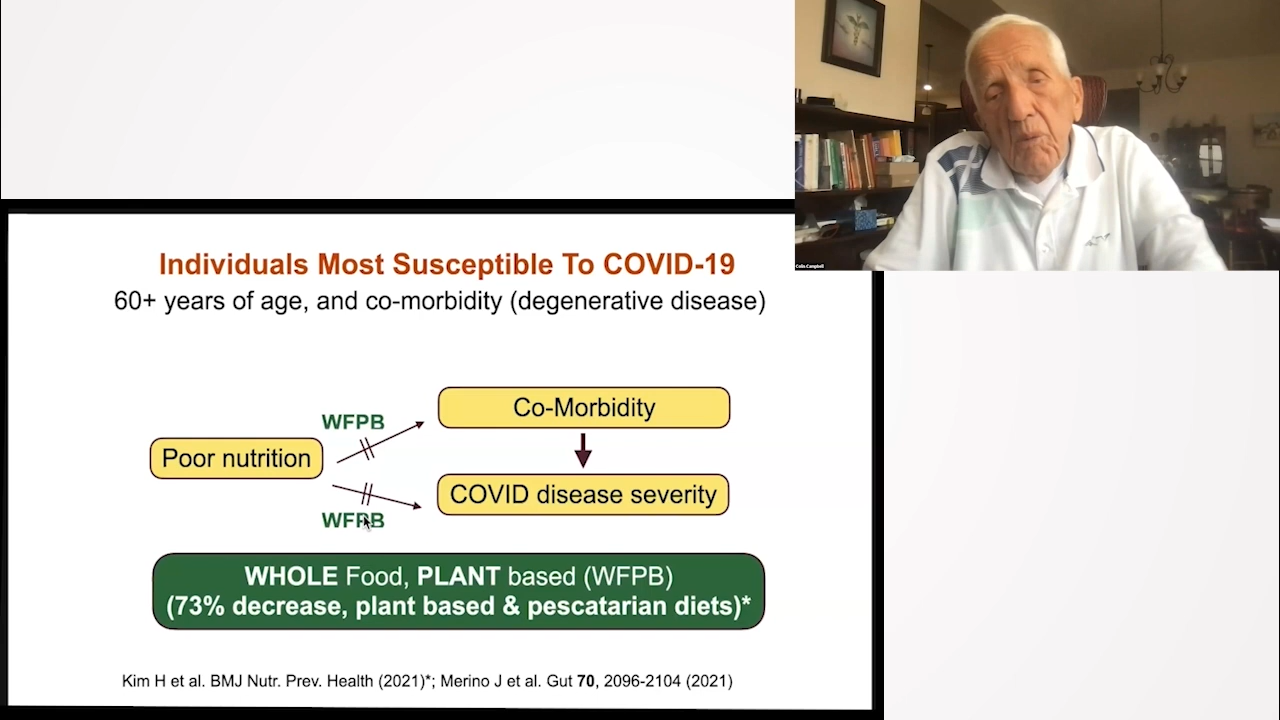 Colin Campbell
Individuals Most Susceptible To COVID-19
60+ years of age, and co-morbidity (degenerative disease)
WFPB
Co-Morbidity
Poor nutrition
COVID disease severity
WFPB
WHOLE Food, PLANT based (WFPB)
(73% decrease, plant based & pescatarian diets)*
Kim H et al. BMJ Nutr. Prev. Health (2021)*; Merino J et al. Gut 70, 2096-2104 (2021)